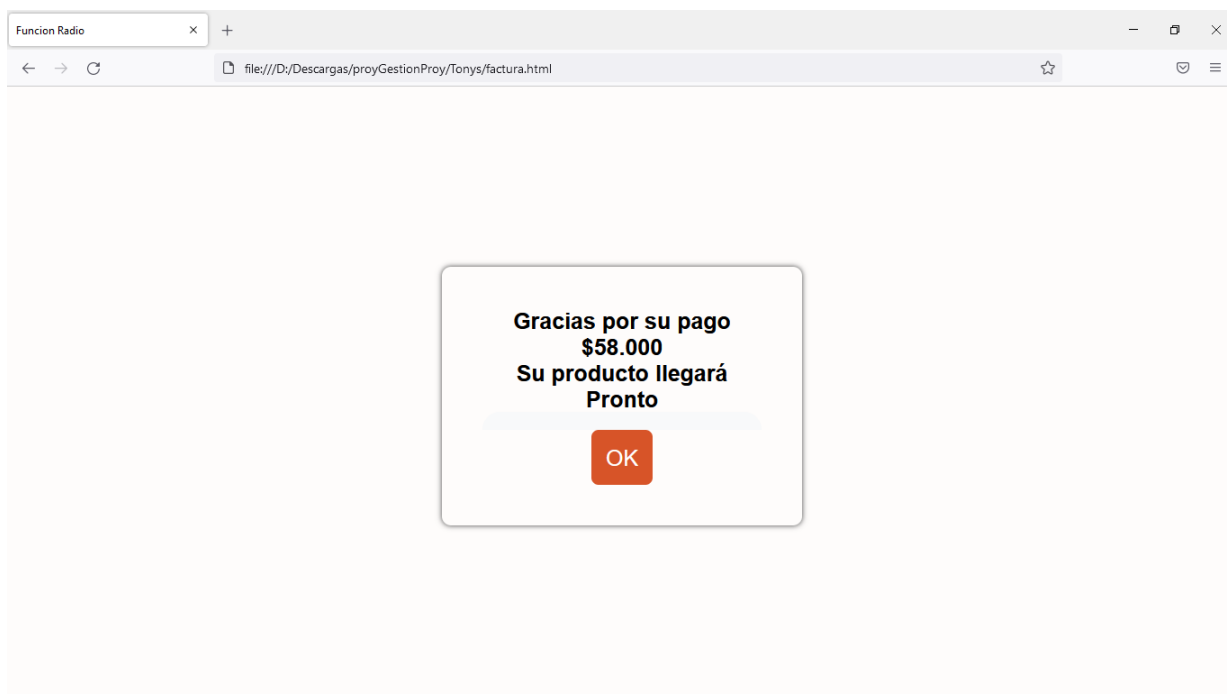 Funcion Radio
file:///D:/Descargas/proyGestionProy/Tonys/factura.html
Gracias por su pago
$58.000
Su producto llegará
Pronto
OK